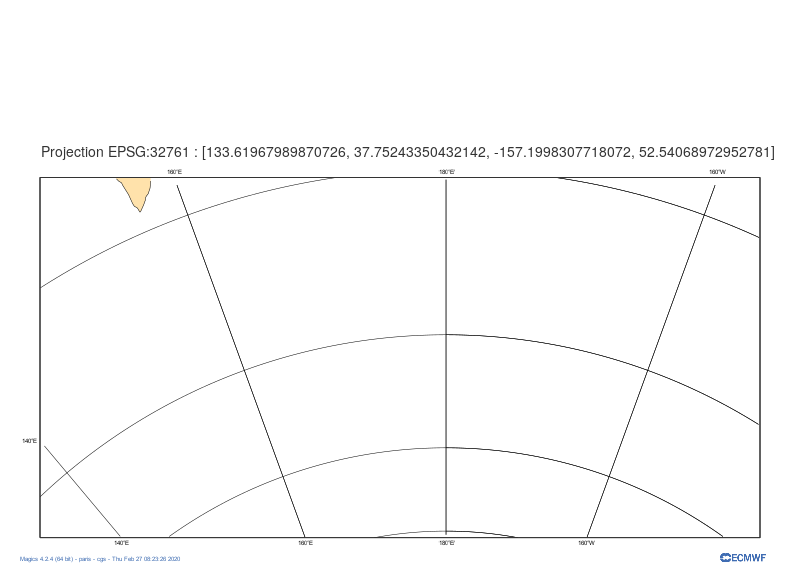 Projection EPSG:32761 : [133.61967989870726, 37.75243350432142, -157.1998307718072, 52.54068972952781]
160°E 180°E 160°W
140°E
140°E 160°E 180°E 160°W
Magics 4.2.4 (64 bit) - paris - cgs - Thu Feb 27 08:23:26 2020
ECMWF